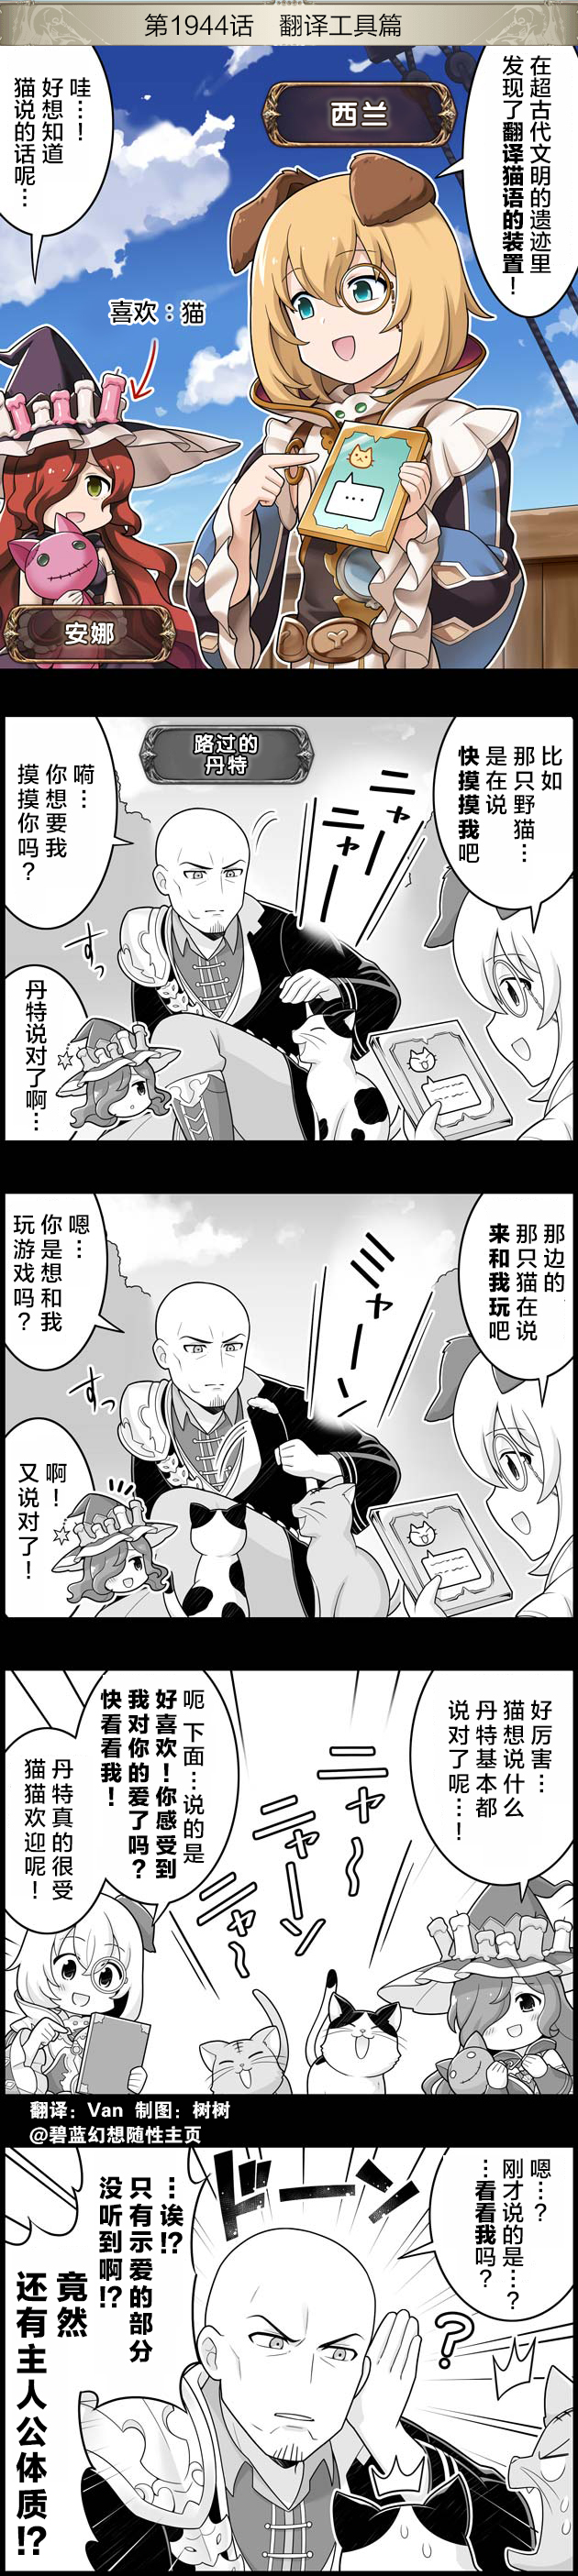 第1944话　翻译工具篇
在超古代文明的遗迹里
发现了翻译猫语的装置！
西兰
哇…！
好想知道
猫说的话呢…
喜欢：猫
...
安娜
比如
那只野猫…
是在说
快摸摸我吧
路过的
丹特
嗬…
你想要我
摸摸你吗？
ニャーー
ニャーー
すっ
丹特说对了啊…
那边的
那只猫在说
来和我玩吧
嗯…
你是想和我
玩游戏吗？
ミャーーン
すっ
啊！
又说对了！
好厉害…
猫想说什么
丹特基本都
说对了呢…！
呃 下面…说的是
好喜欢！你感受到
我对你的爱了吗？
快看看我！
丹特真的很受
猫猫欢迎呢！
ニャ～
ニャーン
ニャ～
翻译：Van 制图：树树
@碧蓝幻想随性主页
嗯…？
刚才说的是…？
…看看我吗？
ドーン
？
…诶!?
只有示爱的部分
没听到啊!?
竟然
还有主人公体质!?